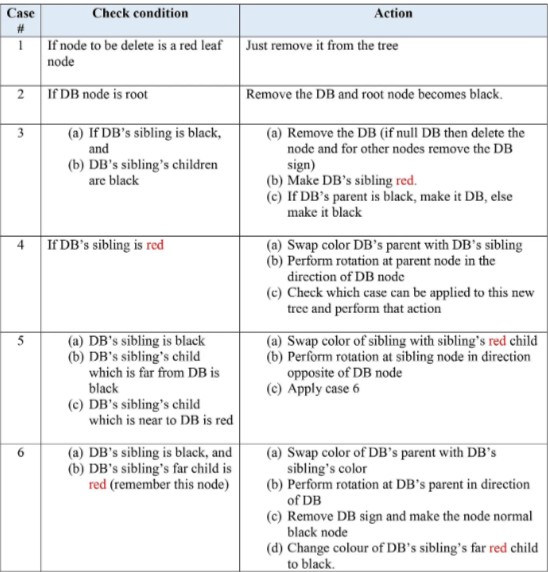 Case # Check condition Action
1 If node to be delete is a red leaf node
Just remove it from the tree
2 If DB node is root
Remove the DB and root node becomes black.
3 (a) If DB's sibling is black,
and
(b) DB's sibling's children
are black
(a) Remove the DB (if null DB then delete the
node and for other nodes remove the DB
sign)
(b) Make DB's sibling red.
(c) If DB's parent is black, make it DB, else
make it black
4 If DB's sibling is red
(a) Swap color DB's parent with DB's sibling
(b) Perform rotation at parent node in the
direction of DB node
(c) Check which case can be applied to this new
tree and perform that action
5 (a) DB's sibling is black
(b) DB's sibling's child
which is far from DB is
black
(c) DB's sibling's child
which is near to DB is red
(a) Swap color of sibling with sibling's red child
(b) Perform rotation at sibling node in direction
opposite of DB node
(c) Apply case 6
6 (a) DB's sibling is black, and
(b) DB's sibling's far child is
red (remember this node)
(a) Swap color of DB's parent with DB's
sibling's color
(b) Perform rotation at DB's parent in direction
of DB
(c) Remove DB sign and make the node normal
black node
(d) Change colour of DB's sibling's far red child
to black.